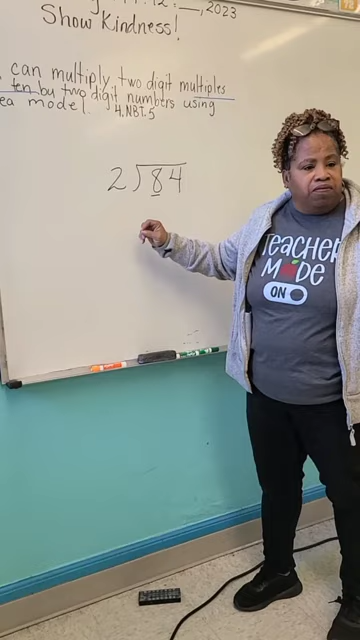 12:__, 2023
Show Kindness!
can multiply two digit multiples
ten by two digit numbers using
area model. 4.NBT.5
2)84
TEACHER
MODE
ON